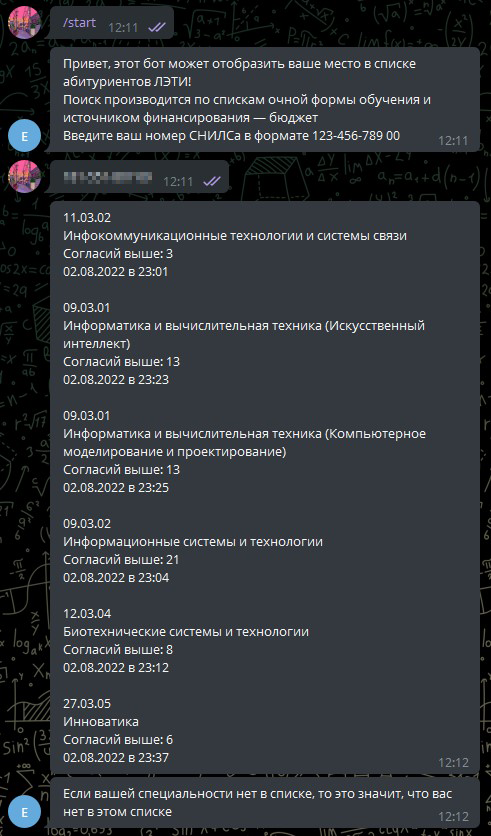 /start 12:11
Привет, этот бот может отобразить ваше место в списке
абитуриентов ЛЭТИ!
Поиск производится по спискам очной формы обучения и
источником финансирования — бюджет
Введите ваш номер СНИЛСа в формате 123-456-789 00
12:11
E
12:11
11.03.02
Инфокоммуникационные технологии и системы связи
Согласий выше: 3
02.08.2022 в 23:01
09.03.01
Информатика и вычислительная техника (Искусственный
интеллект)
Согласий выше: 13
02.08.2022 в 23:23
09.03.01
Информатика и вычислительная техника (Компьютерное
моделирование и проектирование)
Согласий выше: 13
02.08.2022 в 23:25
09.03.02
Информационные системы и технологии
Согласий выше: 21
02.08.2022 в 23:04
12.03.04
Биотехнические системы и технологии
Согласий выше: 8
02.08.2022 в 23:12
27.03.05
Инноватика
Согласий выше: 6
02.08.2022 в 23:37
12:12
Если вашей специальности нет в списке, то это значит, что вас
нет в этом списке
12:12
E